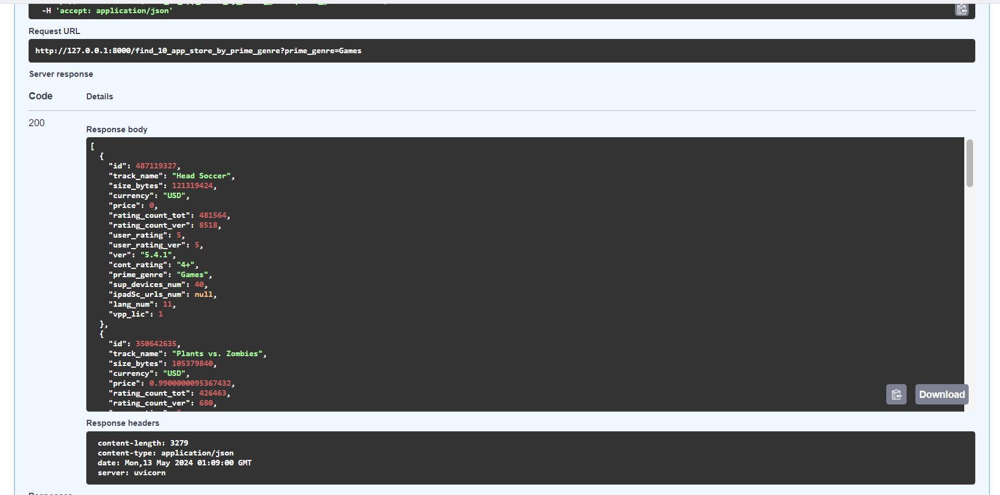 -H 'accept: application/json'
Request URL
http://127.0.0.1:8000/find_10_app_store_by_prime_genre?prime_genre=Games
Server response
Code Details
200
Response body
[
{
"id": 487119327,
"track_name": "Head Soccer",
"size_bytes": 121319424,
"currency": "USD",
"price": 0,
"rating_count_tot": 481564,
"rating_count_ver": 8518,
"user_rating": 5,
"user_rating_ver": 5,
"ver": "5.4.1",
"cont_rating": "4+",
"prime_genre": "Games",
"sup_devices_num": 40,
"ipadSc_urls_num": null,
"lang_num": 11,
"vpp_lic": 1
},
{
"id": 350642635,
"track_name": "Plants vs. Zombies",
"size_bytes": 105379840,
"currency": "USD",
"price": 0.9900000095367432,
"rating_count_tot": 426463,
"rating_count_ver": 680,
Download
Response headers
content-length: 3279
content-type: application/json
date: Mon,13 May 2024 01:09:00 GMT
server: uvicorn